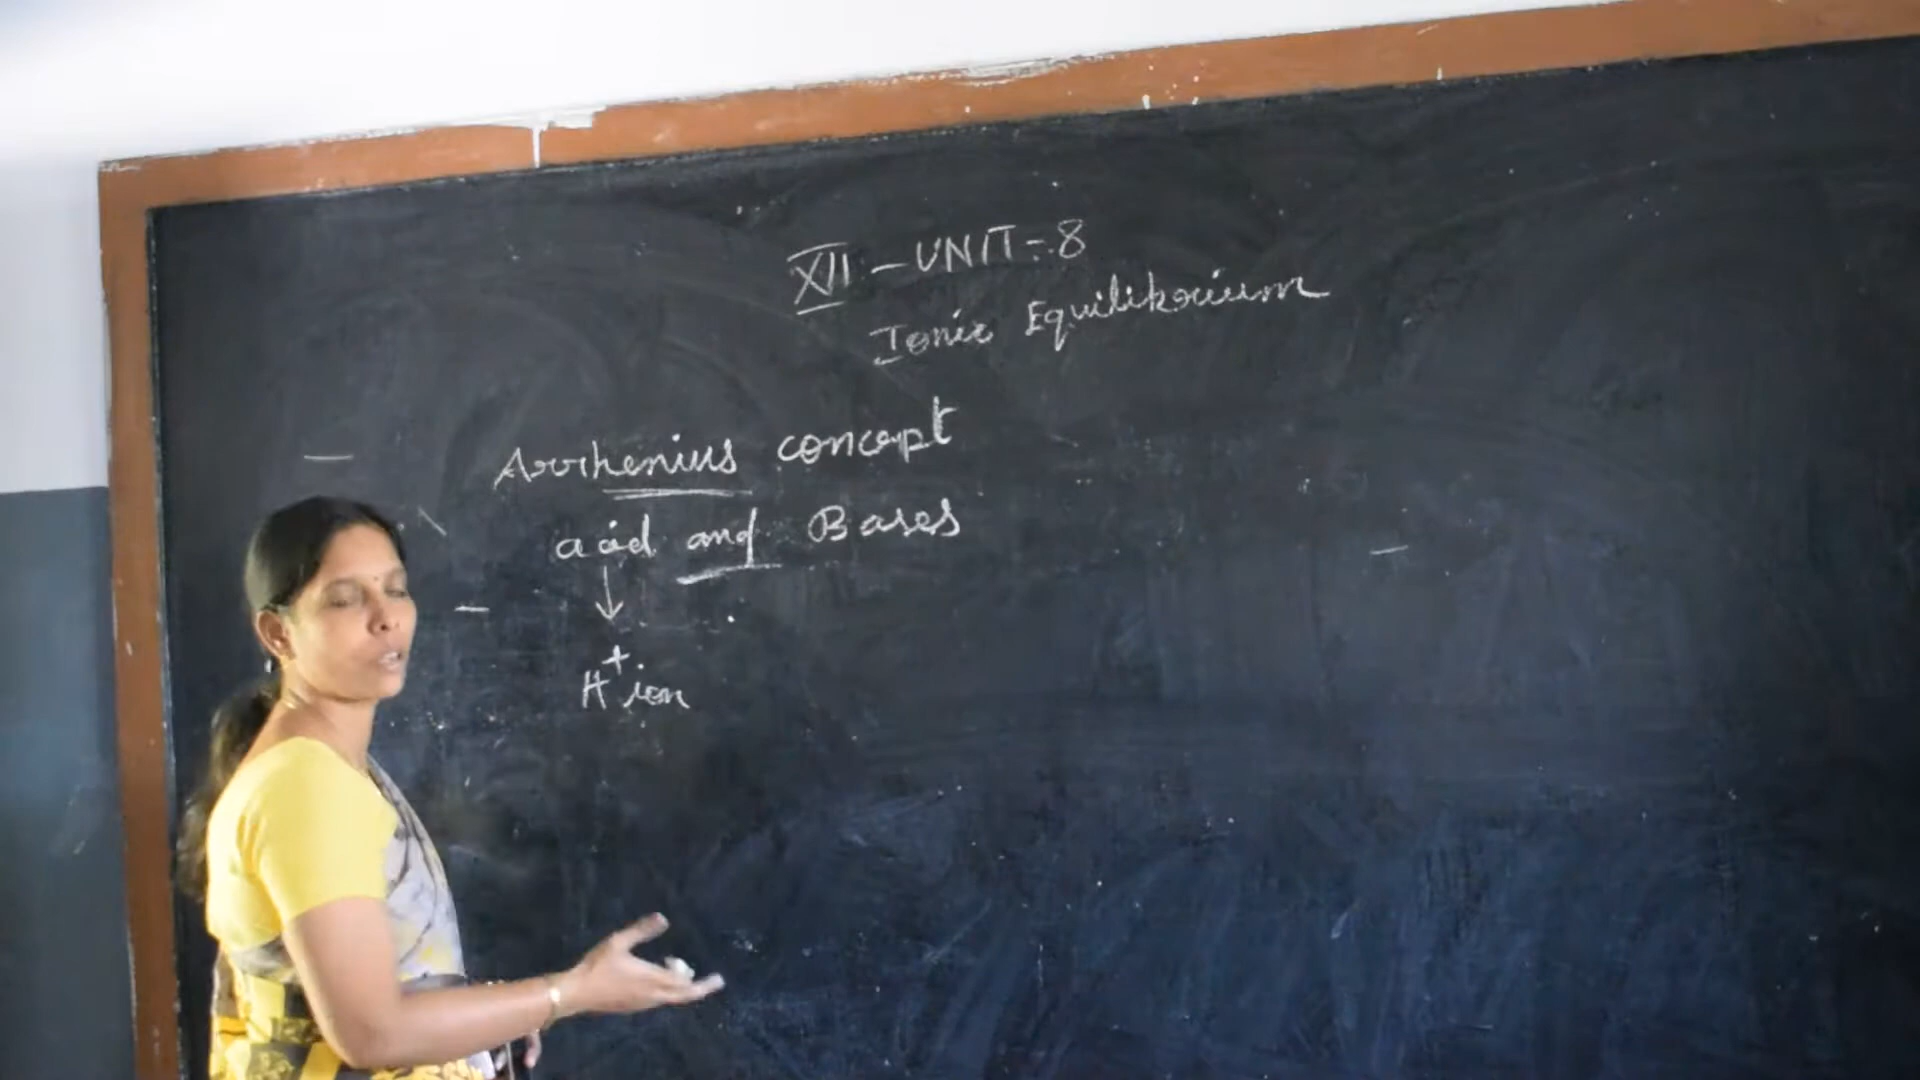 XII - UNIT - 8
Ionic Equilibrium
Arrhenius concept
acid and Bases
↓
H⁺ ion